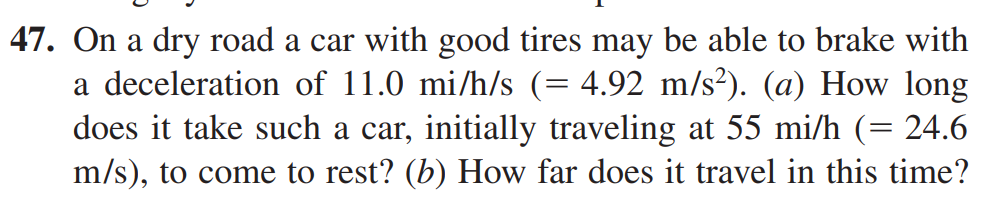 47. On a dry road a car with good tires may be able to brake with
a deceleration of 11.0 mi/h/s (= 4.92 m/s²). (a) How long
does it take such a car, initially traveling at 55 mi/h (= 24.6
m/s), to come to rest? (b) How far does it travel in this time?